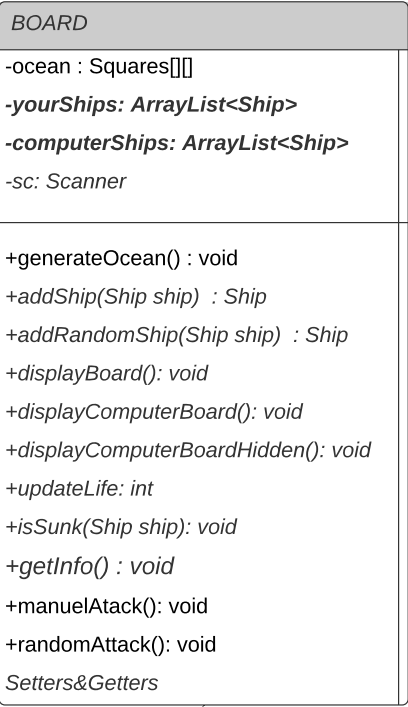 BOARD
-ocean : Squares[][]
-yourShips: ArrayList<Ship>
-computerShips: ArrayList<Ship>
-sc: Scanner
+generateOcean() : void
+addShip(Ship ship)  : Ship
+addRandomShip(Ship ship)  : Ship
+displayBoard(): void
+displayComputerBoard(): void
+displayComputerBoardHidden(): void
+updateLife: int
+isSunk(Ship ship): void
+getInfo() : void
+manuelAtack(): void
+randomAttack(): void
Setters&Getters